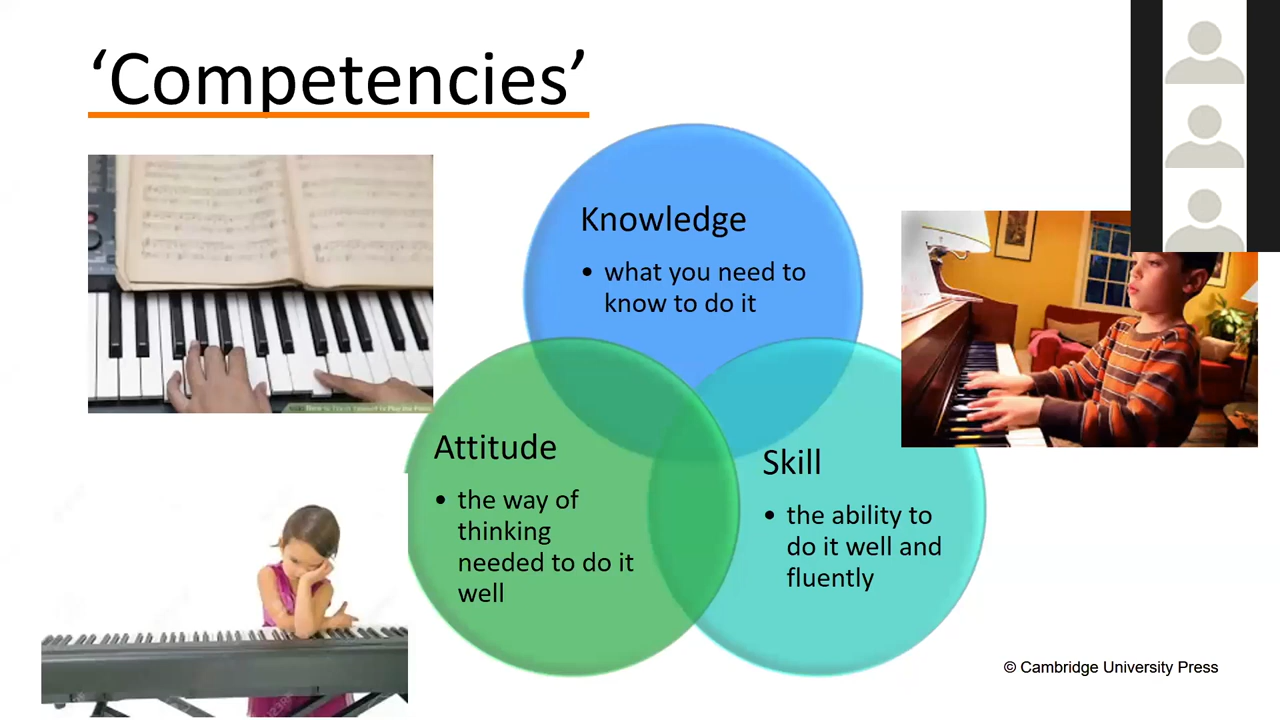 ‘Competencies’
Knowledge
• what you need to
know to do it
Attitude
• the way of
thinking
needed to do it
well
Skill
• the ability to
do it well and
fluently
© Cambridge University Press